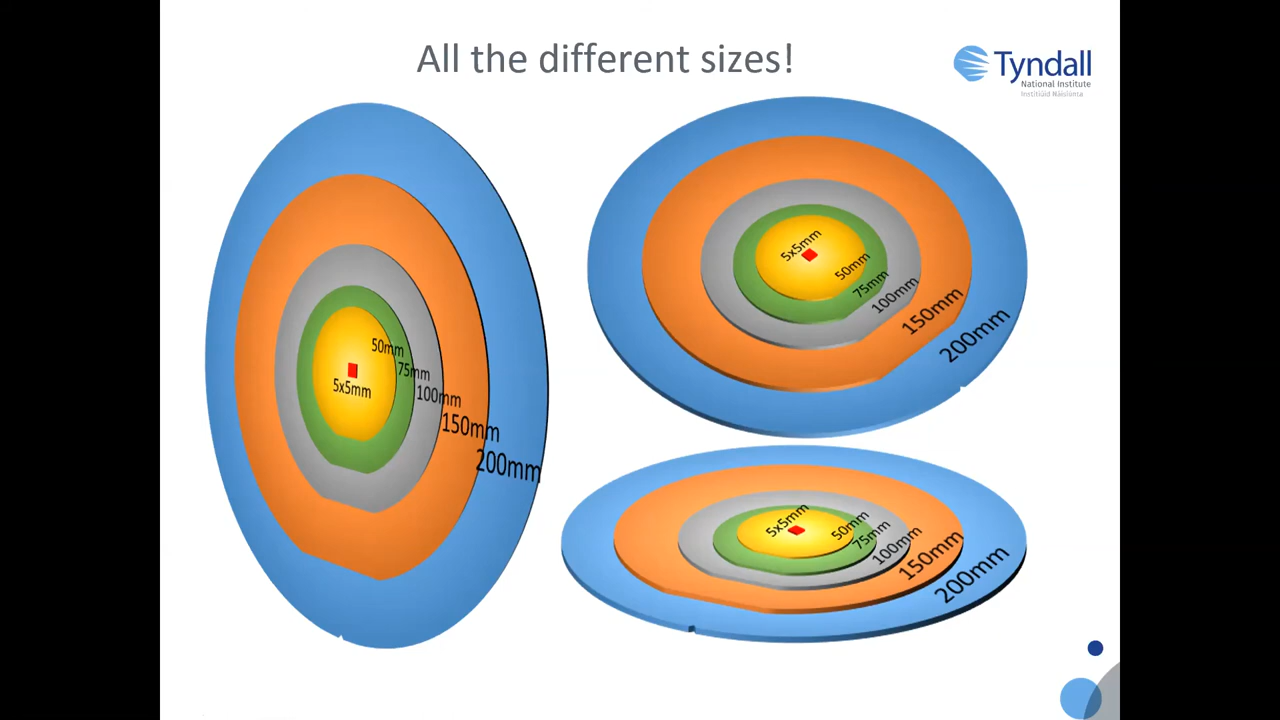 All the different sizes!
Tyndall
National Institute
Institiúid Náisiúnta
50mm
75mm
5x5mm
100mm
150mm
200mm
5x5mm
50mm
75mm
100mm
150mm
200mm
5x5mm
50mm
75mm
100mm
150mm
200mm